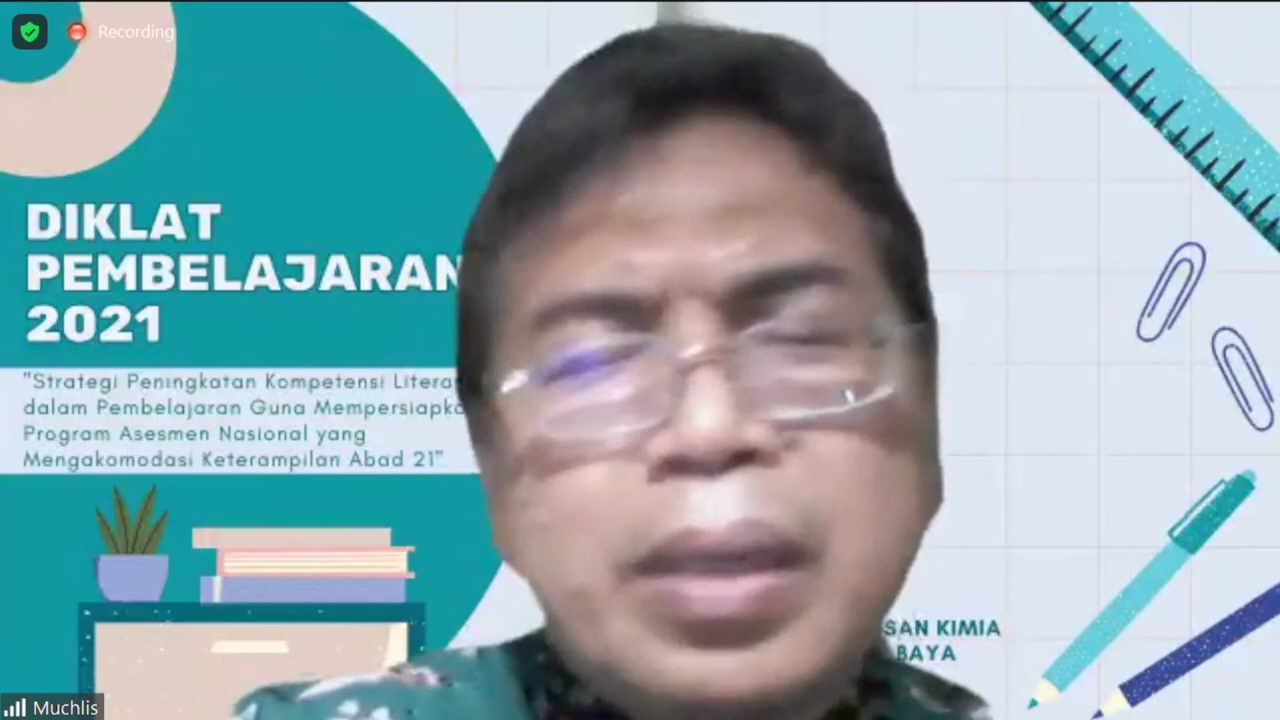 Recording
DIKLAT
PEMBELAJARAN
2021
"Strategi Peningkatan Kompetensi Litera
dalam Pembelajaran Guna Mempersiapka
Program Asesmen Nasional yang
Mengakomodasi Keterampilan Abad 21"
SAN KIMIA
BAYA
Muchlis